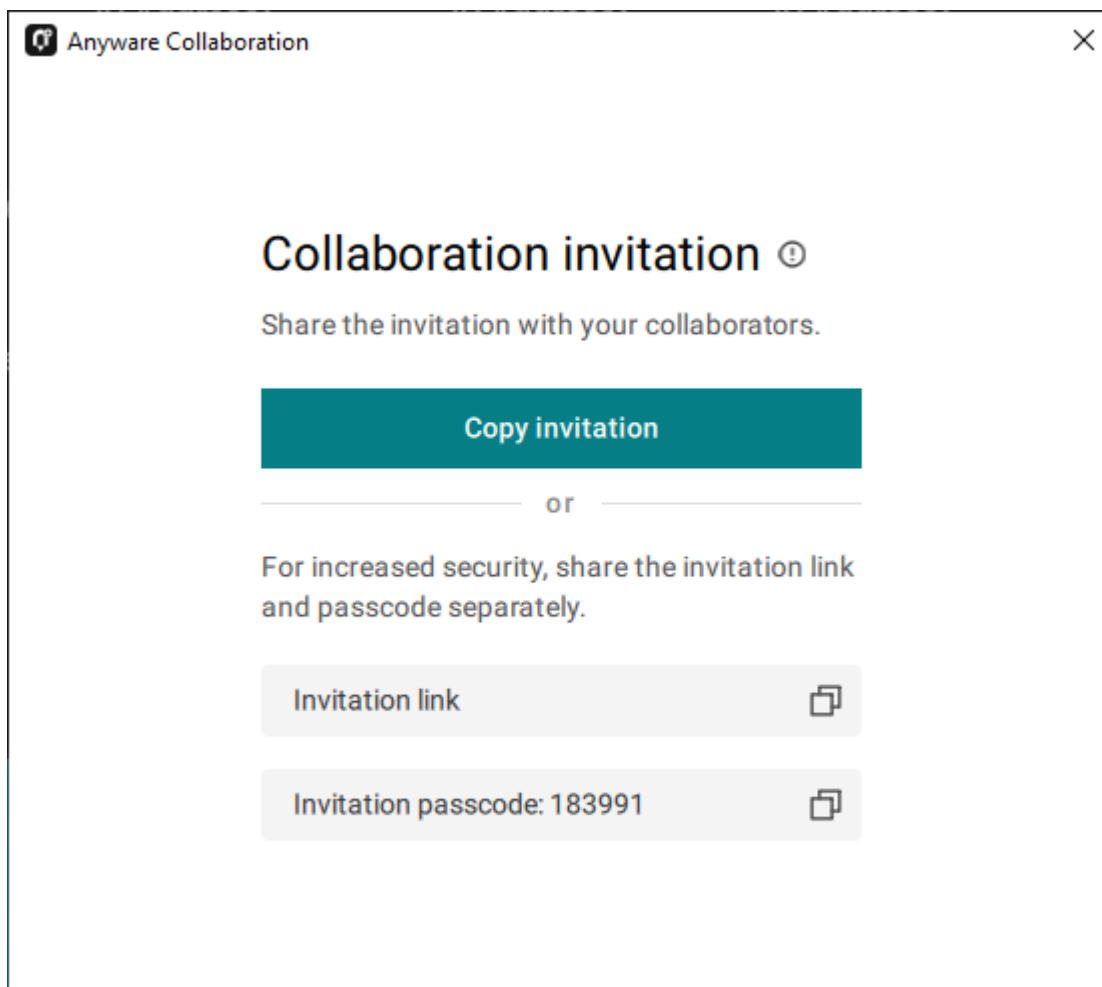 Anyware Collaboration
Collaboration invitation
Share the invitation with your collaborators.
Copy invitation
or
For increased security, share the invitation link
and passcode separately.
Invitation link
Invitation passcode: 183991